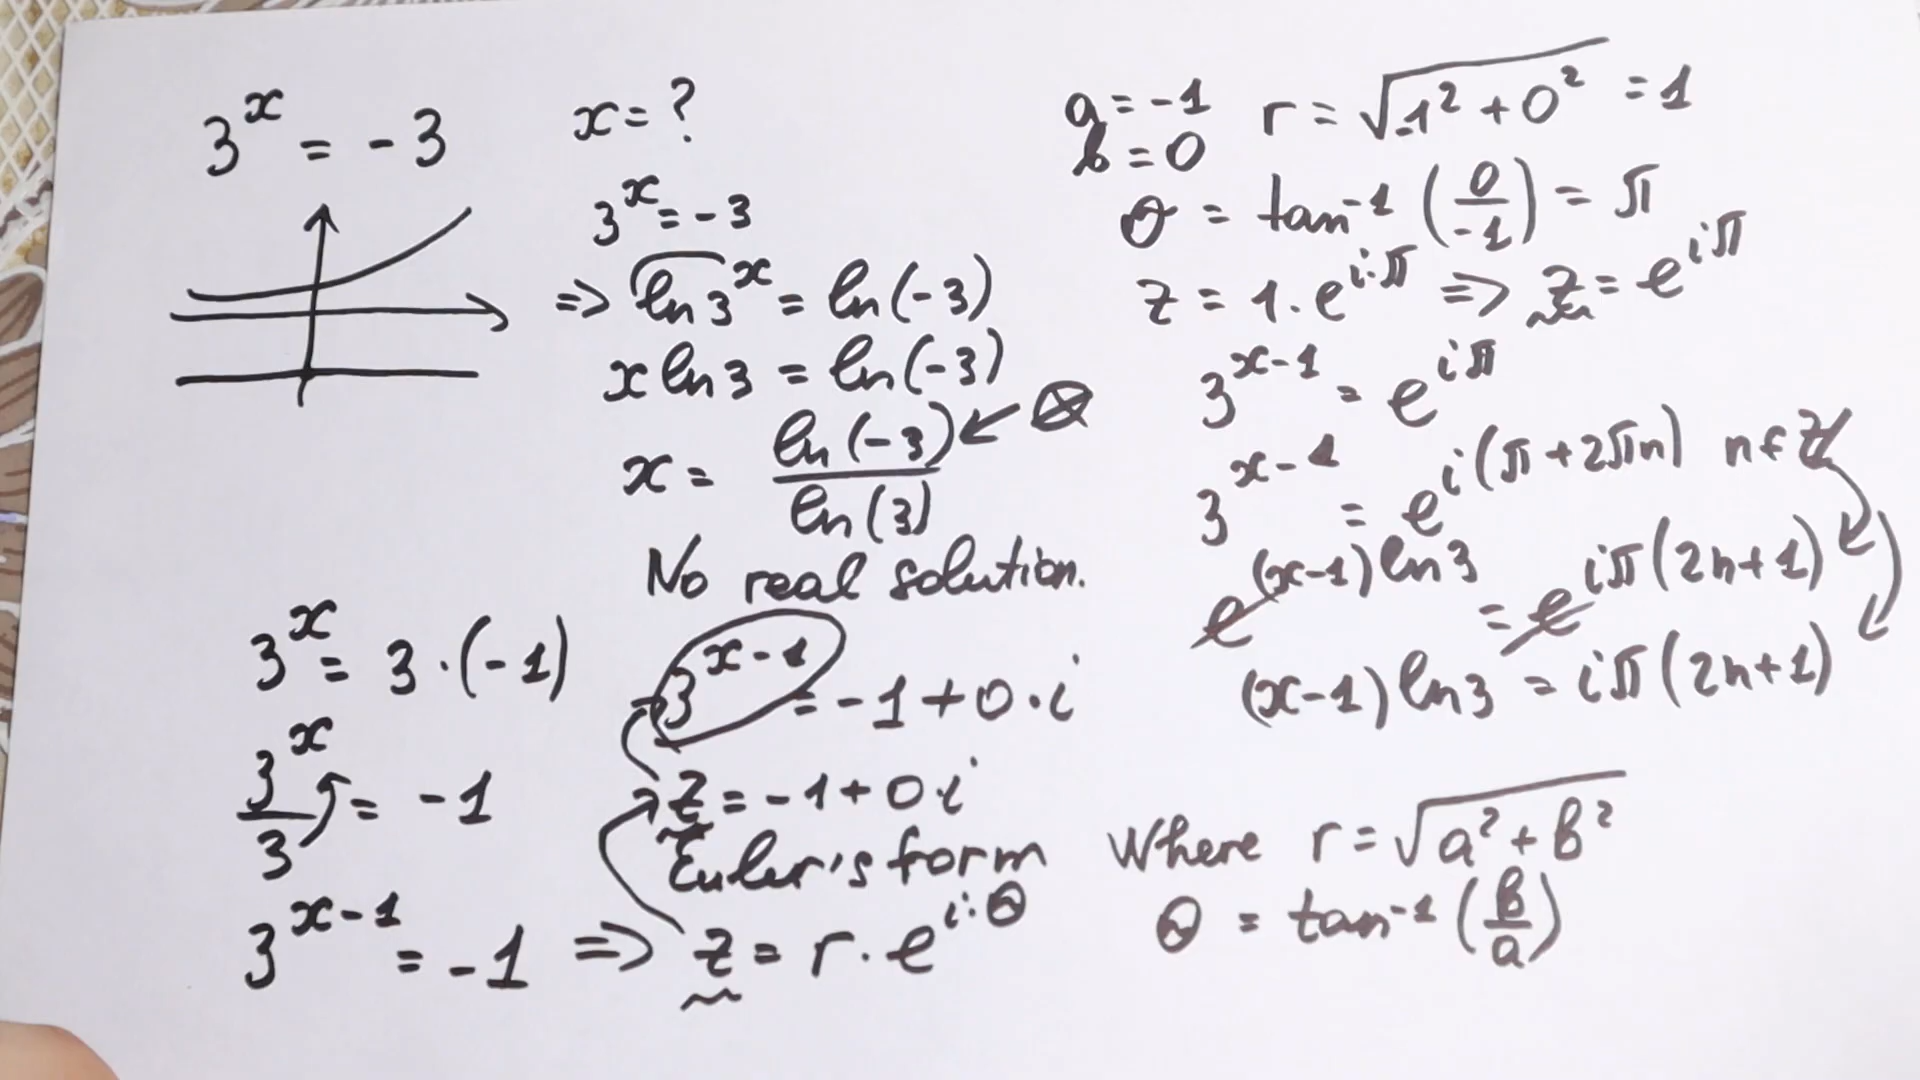 3^x = -3
x = ?
3^x = -3
=> ln 3^x = ln(-3)
x ln 3 = ln(-3)
x = ln(-3) / ln(3)
No real solution.
3^x = 3 · (-1)
3^x / 3 = -1
3^(x-1) = -1 => z = r · e^(i·θ)
3^(x-1) = -1 + 0 · i
z = -1 + 0·i
Euler's form
Where r = √(a² + b²)
θ = tan⁻¹(b/a)
a = -1
b = 0
r = √(-1² + 0²) = 1
θ = tan⁻¹(0/-1) = π
z = 1 · e^(i·π) => z = e^(iπ)
3^(x-1) = e^(iπ)
3^(x-1) = e^(i(π+2πn)) n∈Z
e^((x-1)ln3) = e^(iπ(2n+1))
(x-1) ln3 = iπ(2n+1)